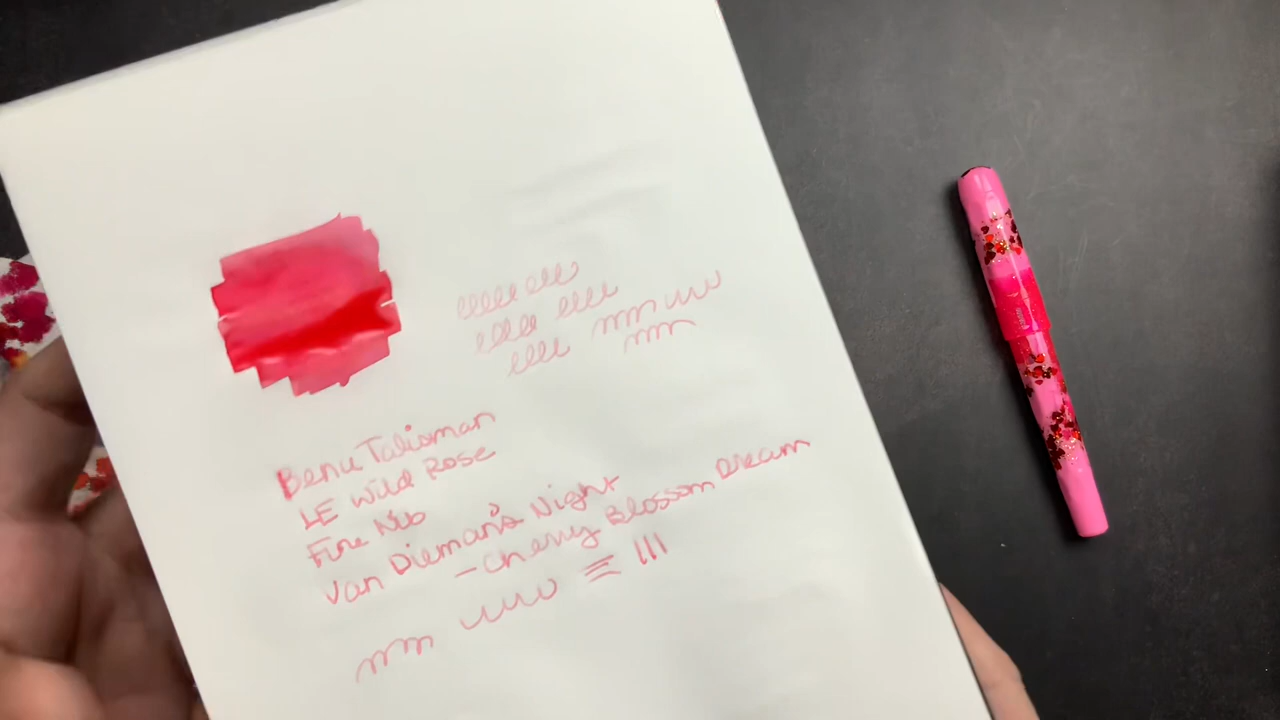 Benu Talisman
LE Wild Rose
Fine Nib
Van Dieman's Night
- Cherry Blossom Dream